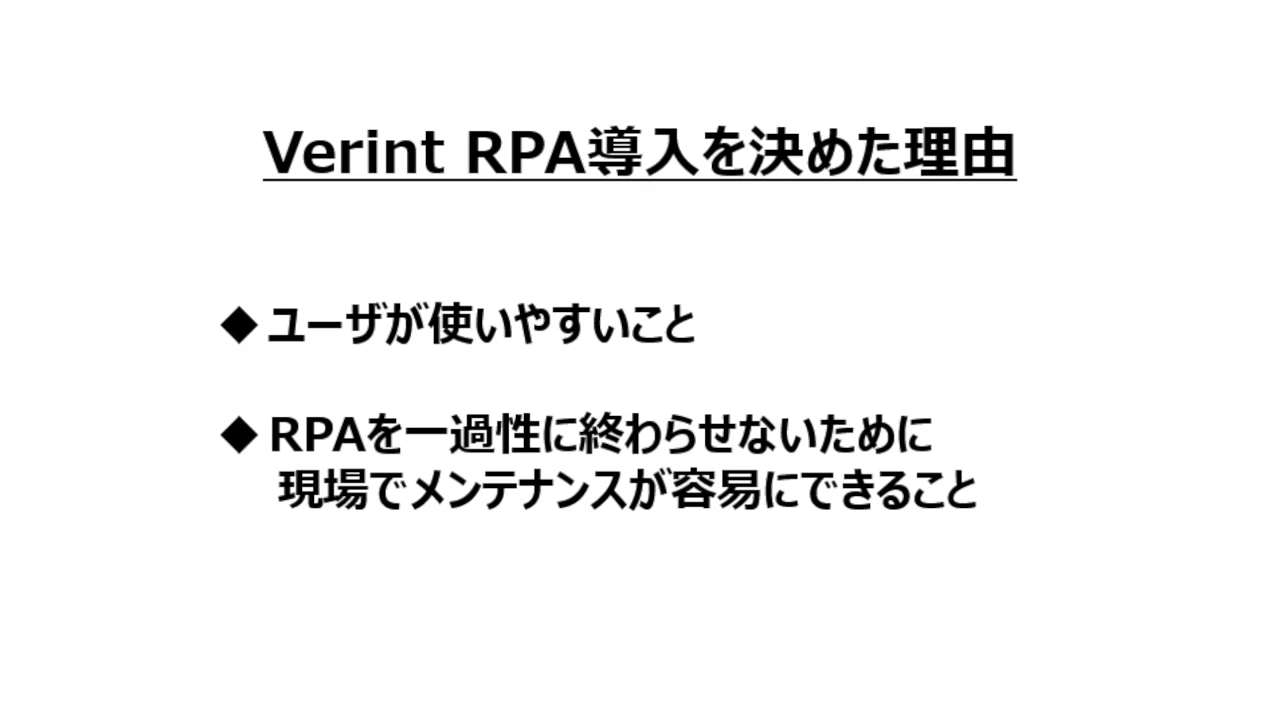 Verint RPA導入を決めた理由
◆ ユーザが使いやすいこと
◆ RPAを一過性に終わらせないために
現場でメンテナンスが容易にできること